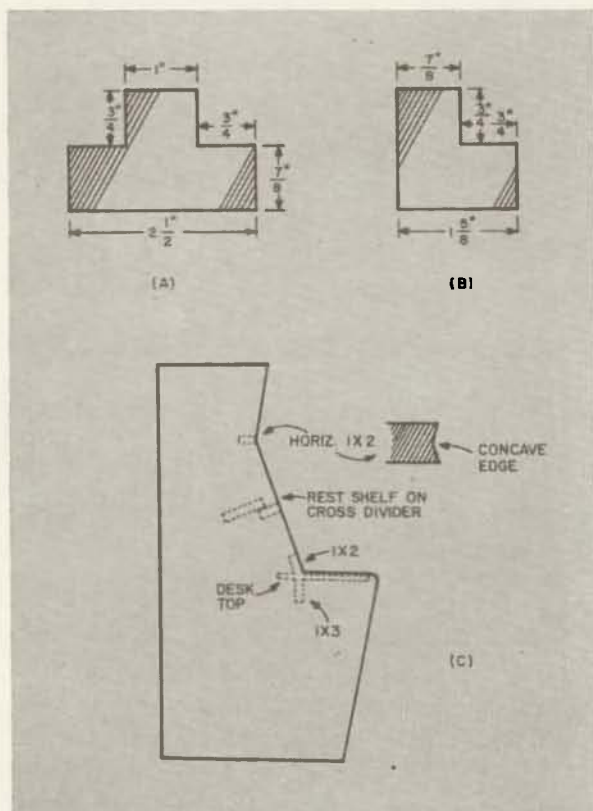 1"
3/4"
3/4"
7/8"
2 1/2"
(A)
7/8"
3/4"
3/4"
1 5/8"
(B)
HORIZ. 1X2
CONCAVE
EDGE
REST SHELF ON
CROSS DIVIDER
1X2
DESK
TOP
1X3
(C)